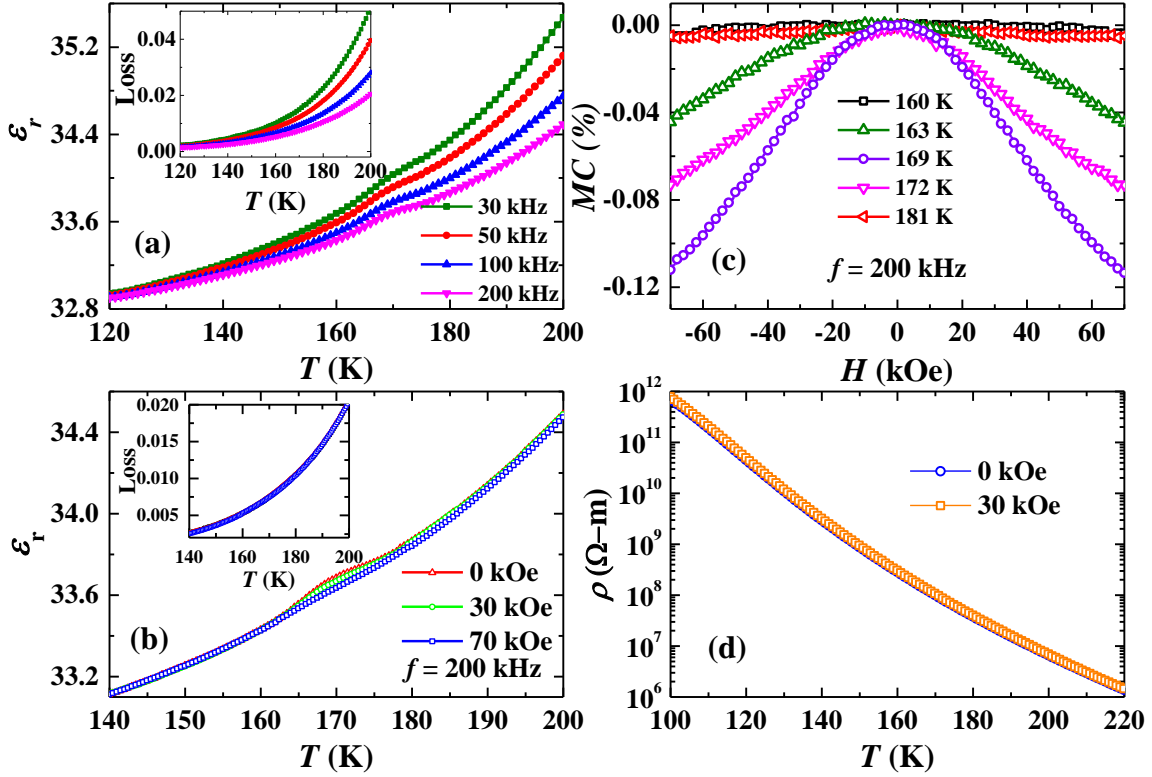 (a)
ε_r
35.2
34.4
33.6
32.8
120 140 160 180 200
T (K)
30 kHz
50 kHz
100 kHz
200 kHz
Loss
0.04
0.02
0.00
120 140 160 180 200
T (K)
(c)
MC (%)
0.00
-0.04
-0.08
-0.12
-60 -40 -20 0 20 40 60
H (kOe)
160 K
163 K
169 K
172 K
181 K
f = 200 kHz
(b)
ε_r
34.4
34.0
33.6
33.2
140 150 160 170 180 190 200
T (K)
0 kOe
30 kOe
70 kOe
f = 200 kHz
Loss
0.020
0.015
0.010
0.005
140 160 180 200
T (K)
(d)
ρ (Ω–m)
10^12
10^11
10^10
10^9
10^8
10^7
10^6
100 120 140 160 180 200 220
T (K)
0 kOe
30 kOe